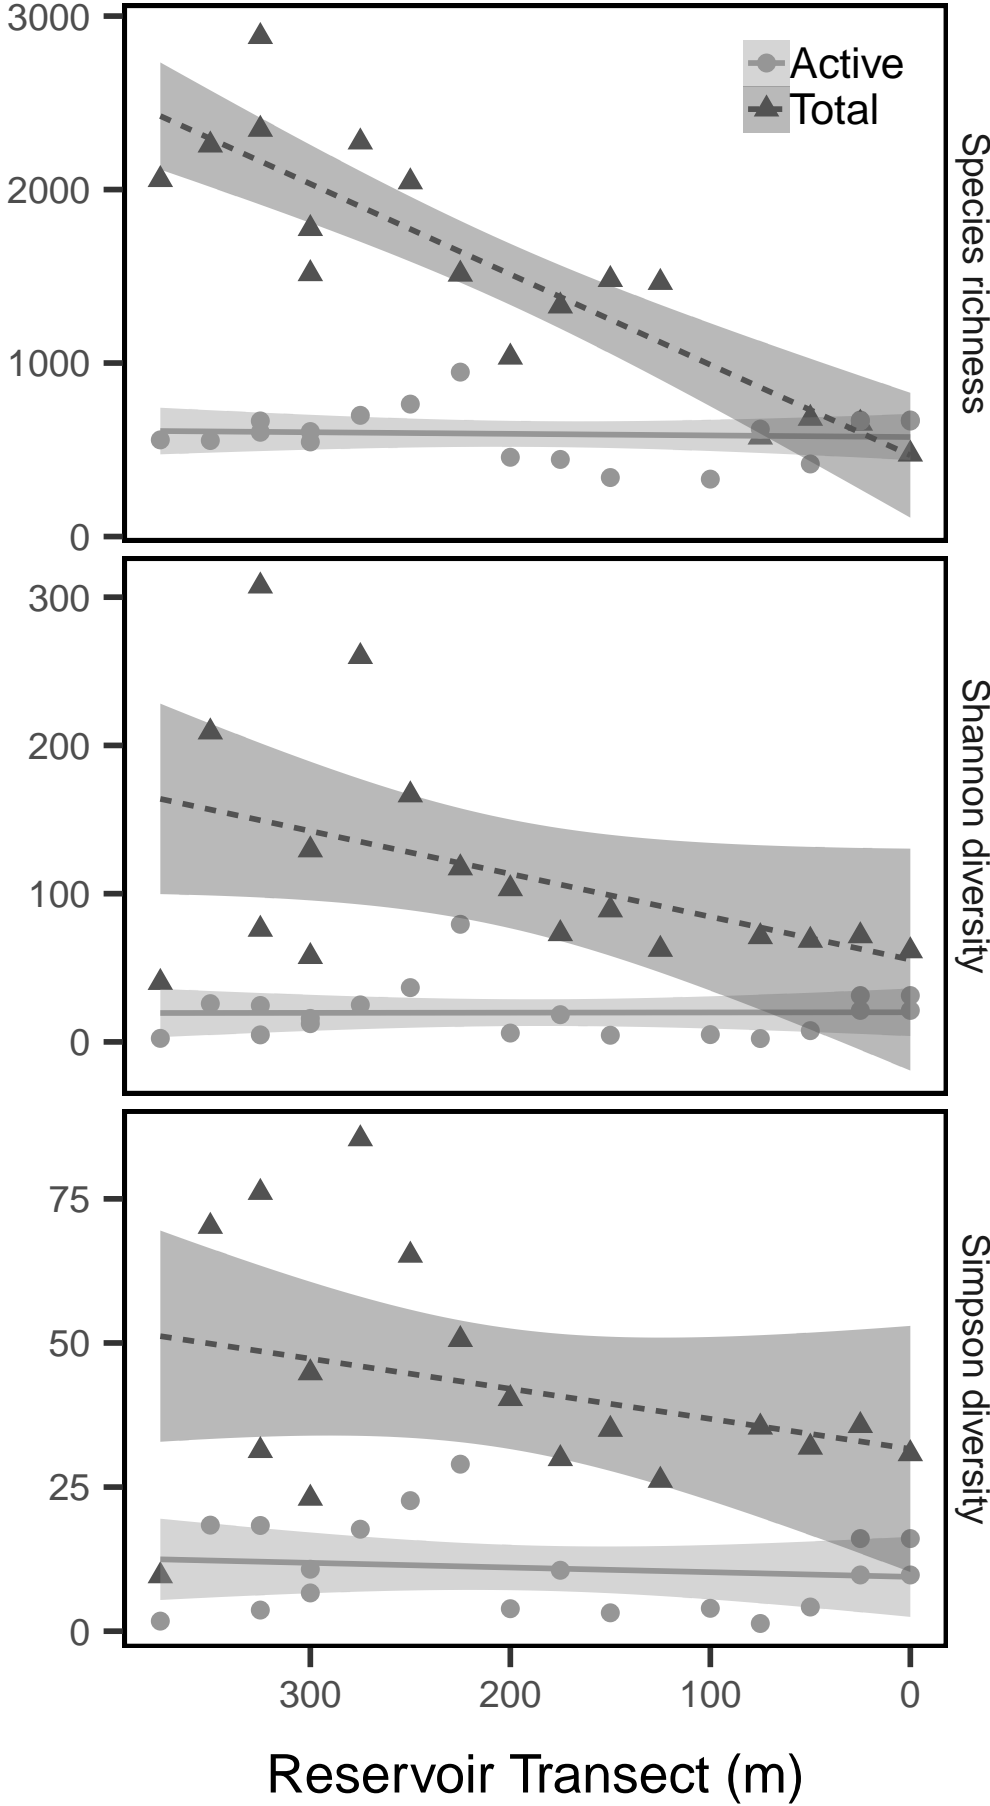 3000
2000
1000
0
Active
Total
Species richness
300
200
100
0
Shannon diversity
75
50
25
0
Simpson diversity
300 200 100 0
Reservoir Transect (m)